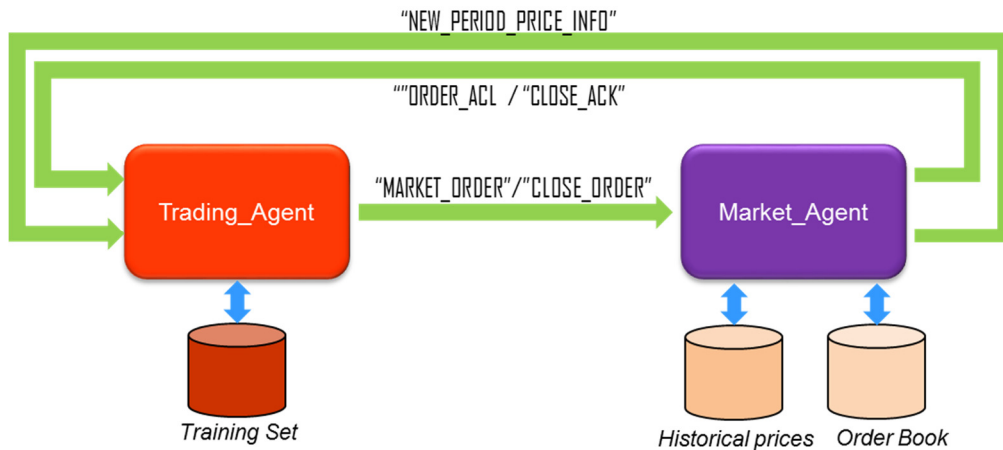 “NEW_PERIOD_PRICE_INFO”
“”ORDER_ACL / “CLOSE_ACK”
Trading_Agent
“MARKET_ORDER”/“CLOSE_ORDER”
Market_Agent
Training Set
Historical prices
Order Book